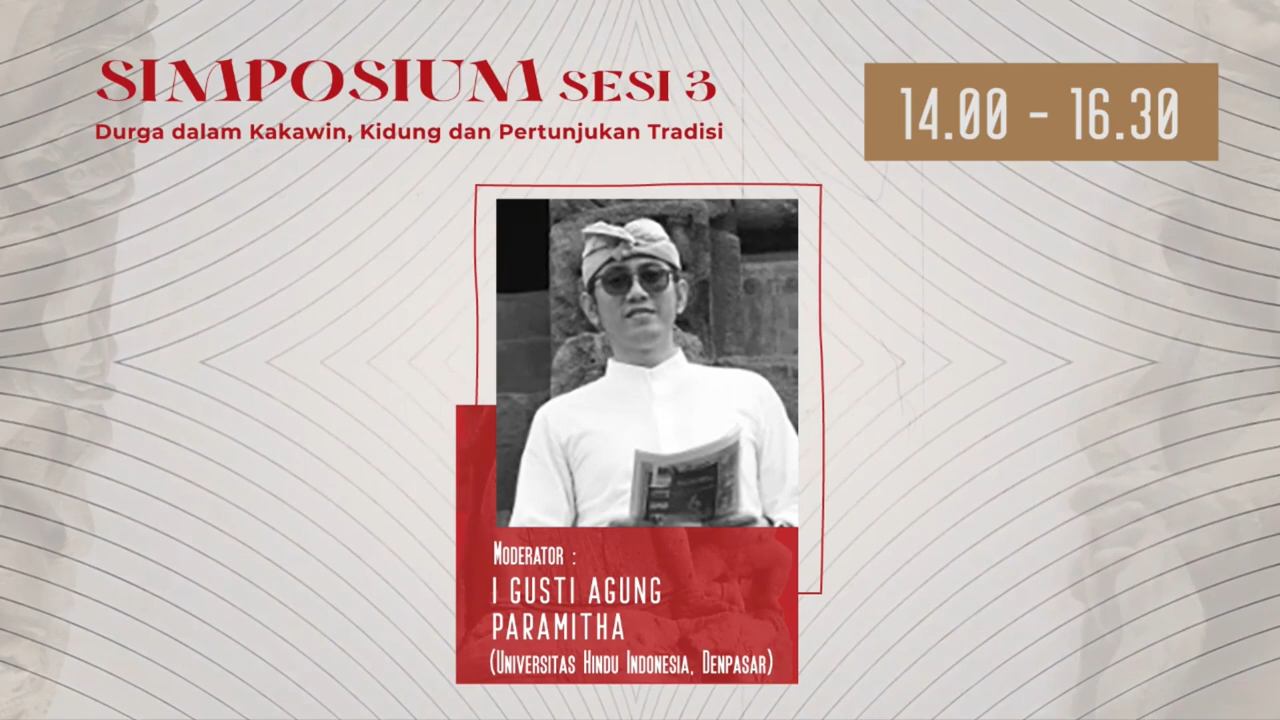 SIMPOSIUM SESI 3
Durga dalam Kakawin, Kidung dan Pertunjukan Tradisi
14.00 - 16.30
MODERATOR :
I GUSTI AGUNG
PARAMITHA
(UNIVERSITAS HINDU INDONESIA, DENPASAR)